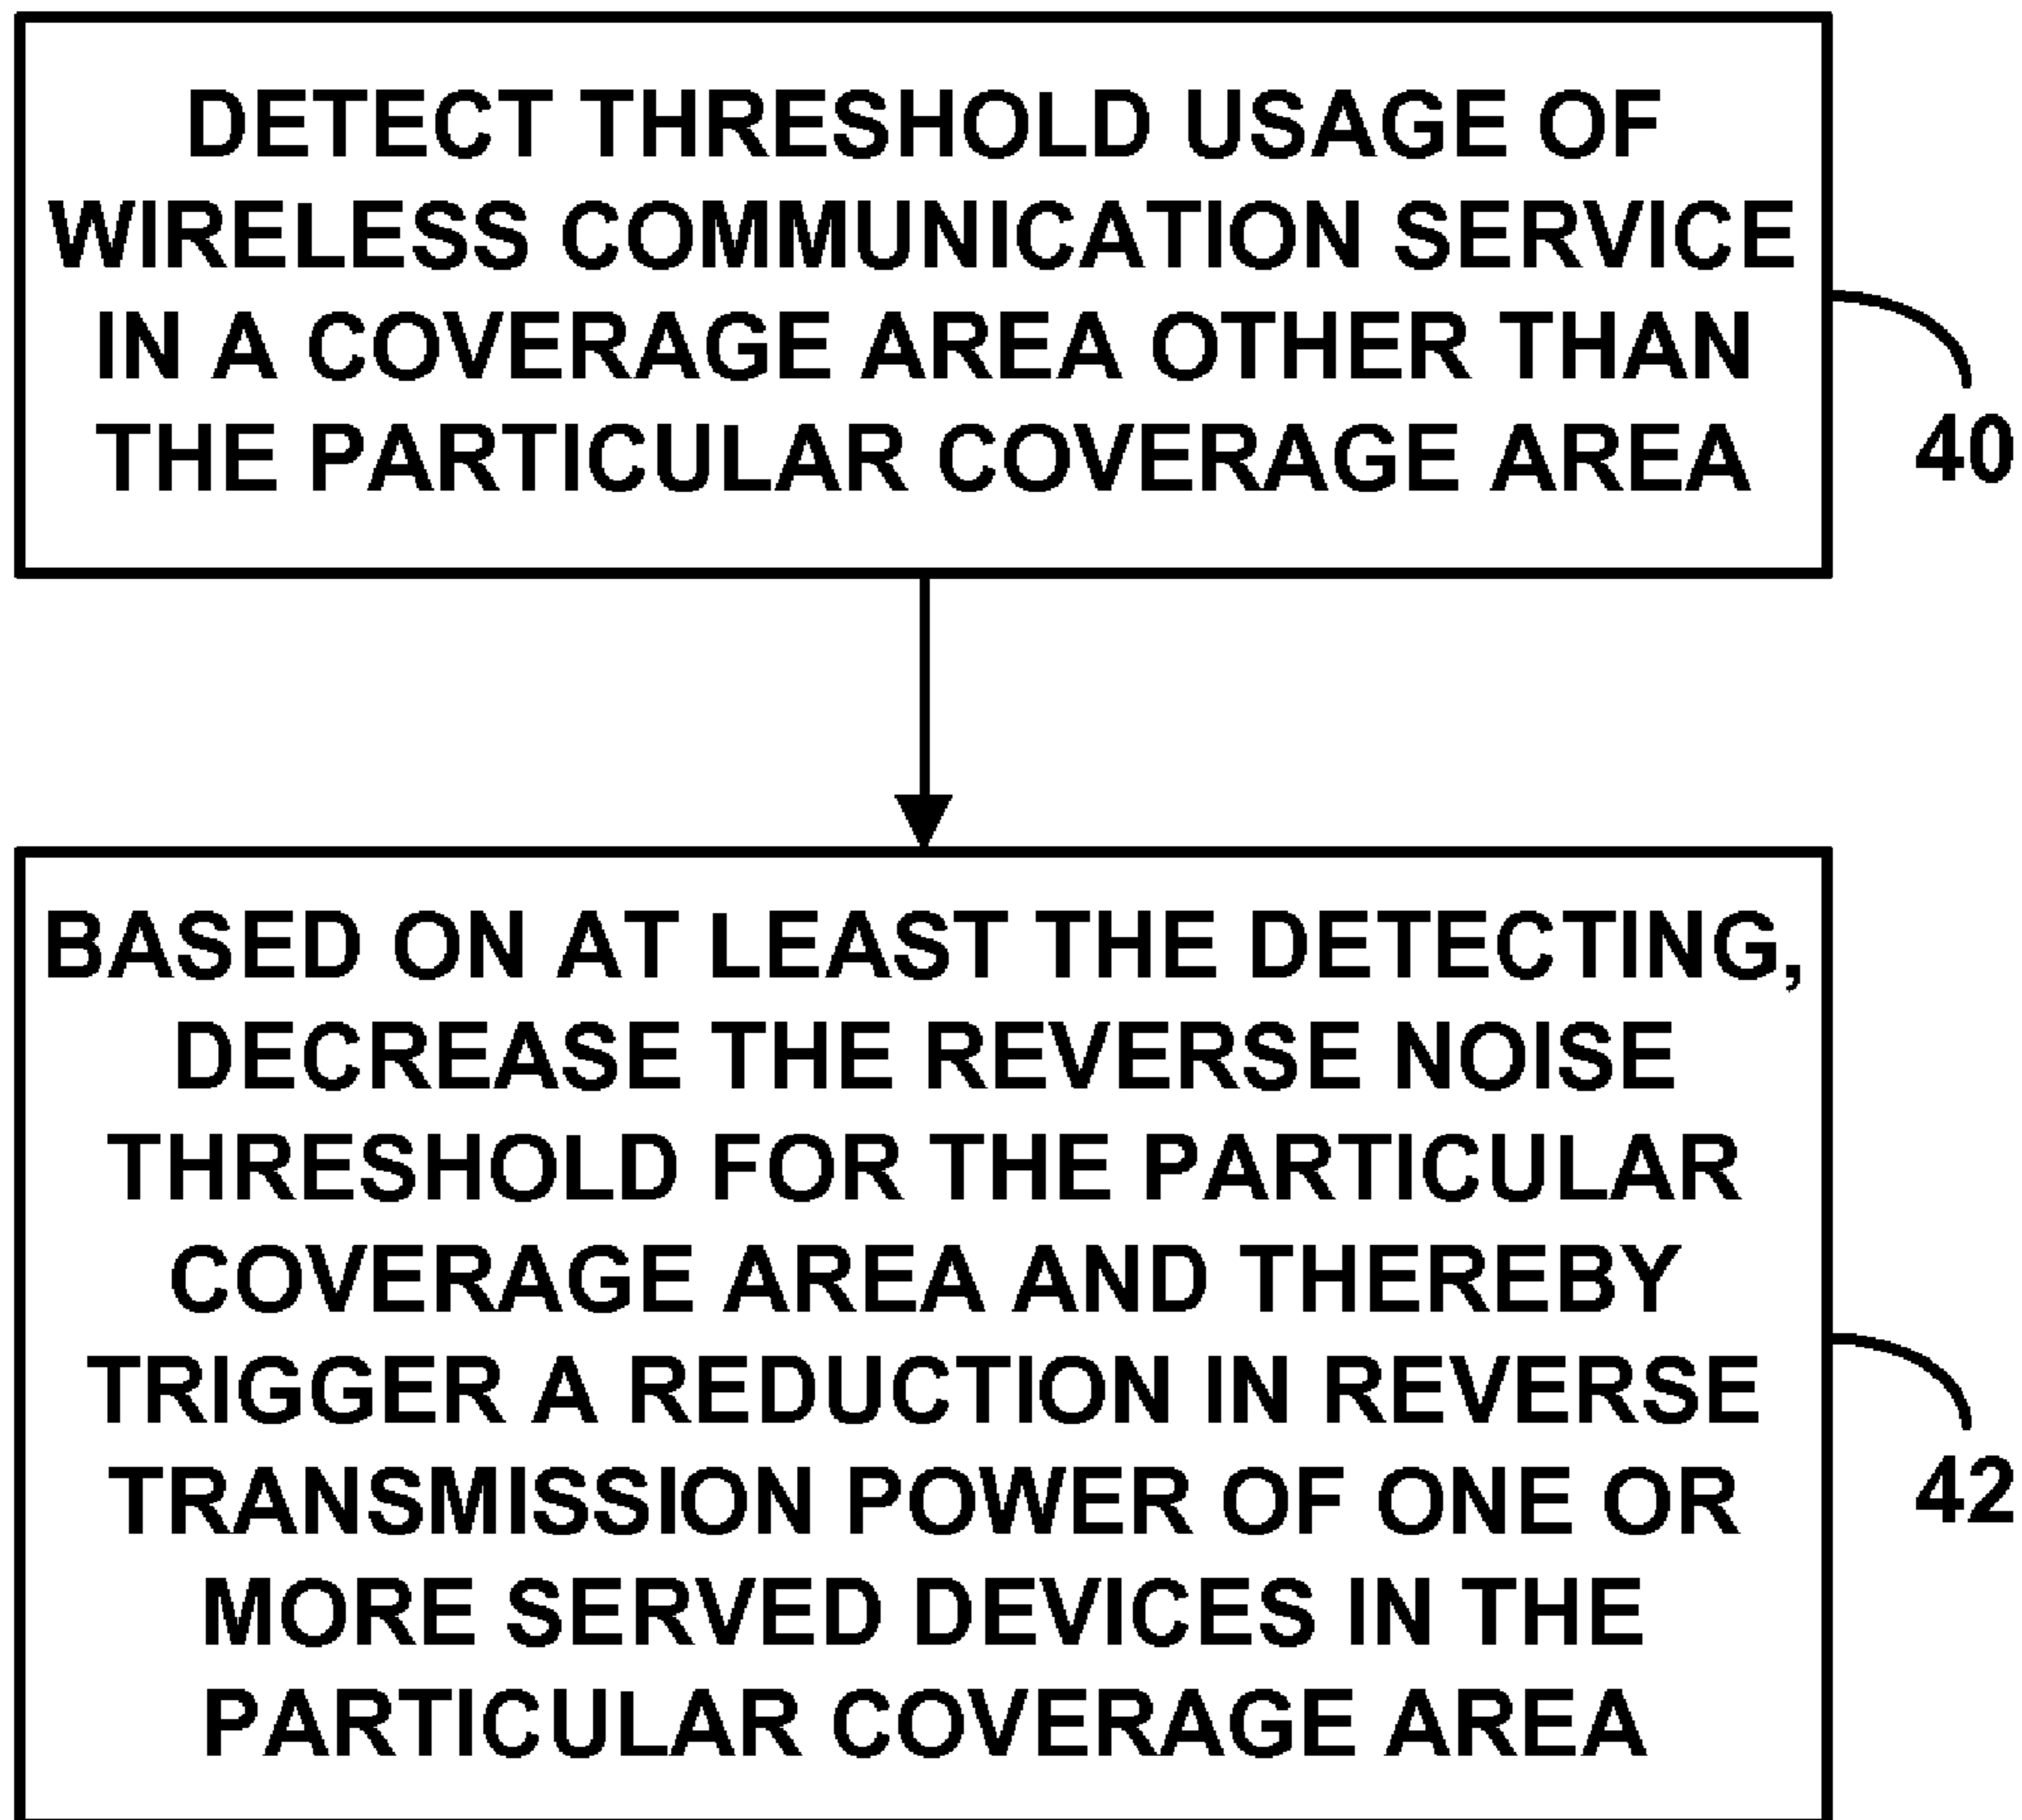 DETECT THRESHOLD USAGE OF
WIRELESS COMMUNICATION SERVICE
IN A COVERAGE AREA OTHER THAN
THE PARTICULAR COVERAGE AREA
40
BASED ON AT LEAST THE DETECTING,
DECREASE THE REVERSE NOISE
THRESHOLD FOR THE PARTICULAR
COVERAGE AREA AND THEREBY
TRIGGER A REDUCTION IN REVERSE
TRANSMISSION POWER OF ONE OR
MORE SERVED DEVICES IN THE
PARTICULAR COVERAGE AREA
42